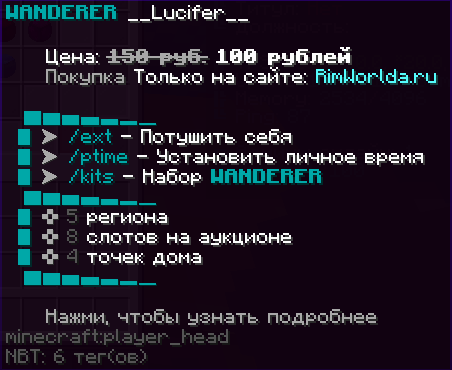 WANDERER __Lucifer__
Цена: 150 руб. 100 рублей
Покупка Только на сайте: RimWorlda.ru
➤ /ext – Потушить себя
➤ /ptime – Установить личное время
➤ /kits – Набор WANDERER
❖ 5 региона
❖ 8 слотов на аукционе
❖ 4 точек дома
Нажми, чтобы узнать подробнее
minecraft:player_head
NBT: 6 тег(ов)